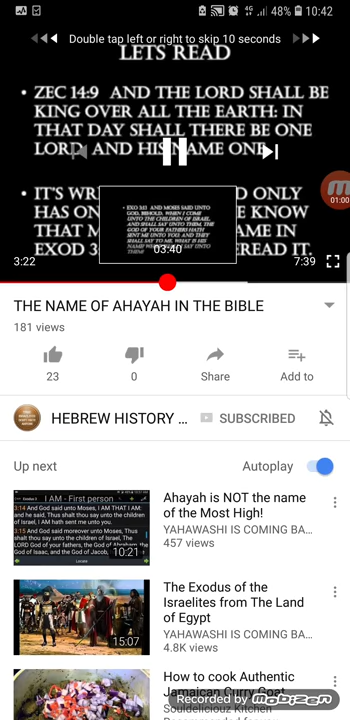 4G 48% 10:42
Double tap left or right to skip 10 seconds
LETS READ
• ZEC 14:9 AND THE LORD SHALL BE
KING OVER ALL THE EARTH: IN
THAT DAY SHALL THERE BE ONE
LORD, AND HIS NAME ONE.
• IT'S WR D ONLY
HAS ON E KNOW
THAT M AME IN
EXOD 3: EREAD IT.
EXO 3:13 AND MOSES SAID UNTO
GOD, BEHOLD, WHEN I COME
UNTO THE CHILDREN OF ISRAEL,
AND SHALL SAY UNTO THEM, THE
GOD OF YOUR FATHERS HATH
SENT ME UNTO YOU; AND THEY
SHALL SAY TO ME, WHAT IS HIS
03:40
01:00
3:22
7:39
THE NAME OF AHAYAH IN THE BIBLE
181 views
23
0
Share
Add to
HEBREW HISTORY ...
SUBSCRIBED
Up next
Autoplay
I AM - First person
3:14 And God said unto Moses, I AM THAT I AM:
and he said, Thus shalt thou say unto the children
of Israel, I AM hath sent me unto you.
3:15 And God said moreover unto Moses, Thus
shalt thou say unto the children of Israel, The
LORD God of your fathers, the God of Abraham, the
God of Isaac, and the God of Jacob,
10:21
Ahayah is NOT the name
of the Most High!
YAHAWASHI IS COMING BA...
457 views
15:07
The Exodus of the
Israelites from The Land
of Egypt
YAHAWASHI IS COMING BA...
4.8K views
How to cook Authentic
Jamaican Curry Goat
Souldeliciouz Kitchen
Recommended for you
Recorded by MOBIZEN